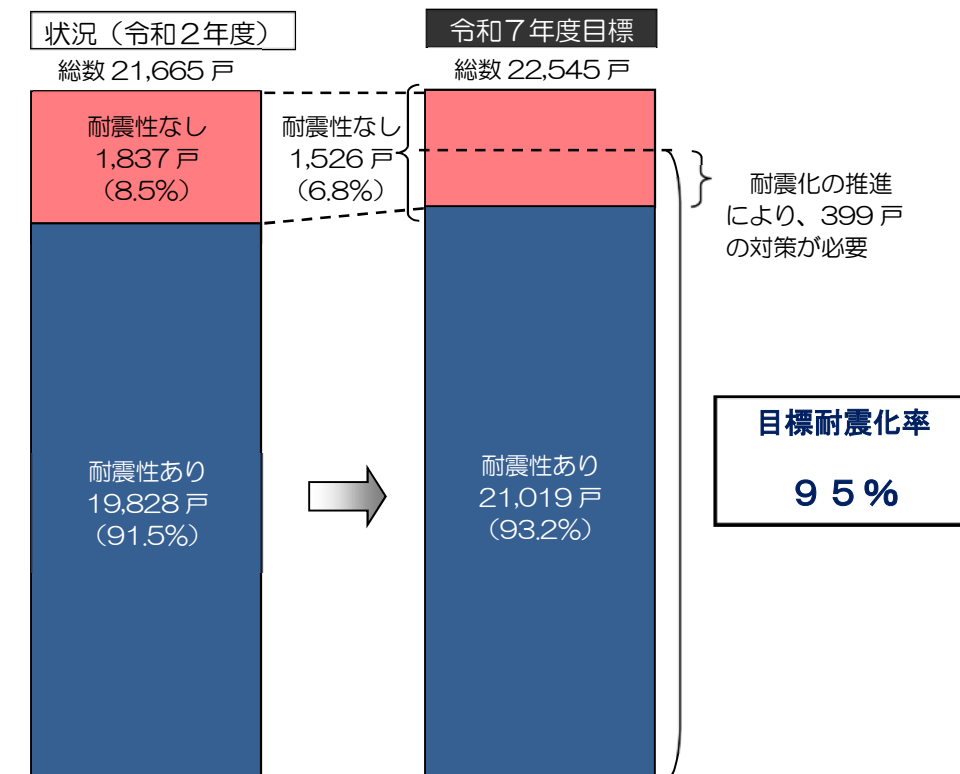 状況（令和２年度）
総数 21,665 戸
耐震性なし
1,837 戸
（8.5%）
耐震性あり
19,828 戸
（91.5%）
耐震性なし
1,526 戸
（6.8%）
令和７年度目標
総数 22,545 戸
耐震性あり
21,019 戸
（93.2%）
耐震化の推進
により、399 戸
の対策が必要
目標耐震化率
９５％